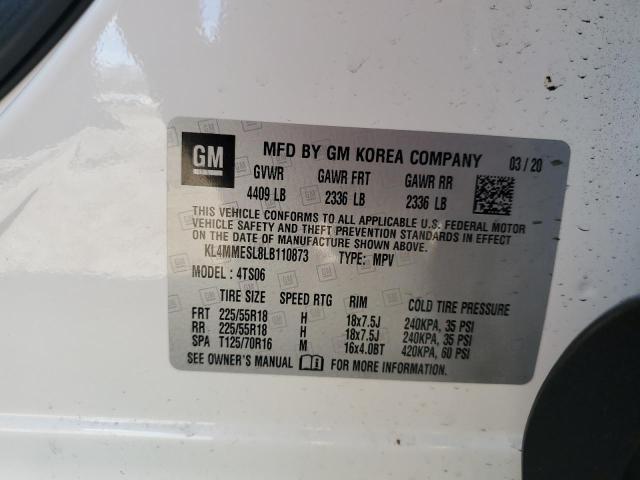 GM MFD BY GM KOREA COMPANY 03/20
GVWR GAWR FRT GAWR RR
4409 LB 2336 LB 2336 LB
THIS VEHICLE CONFORMS TO ALL APPLICABLE U.S. FEDERAL MOTOR
VEHICLE SAFETY AND THEFT PREVENTION STANDARDS IN EFFECT ON
THE DATE OF MANUFACTURE SHOWN ABOVE.
KL4MMESL8LB110873 TYPE: MPV
MODEL: 4TS06
TIRE SIZE SPEED RTG RIM COLD TIRE PRESSURE
FRT 225/55R18 H 18x7.5J 240KPA, 35 PSI
RR 225/55R18 H 18x7.5J 240KPA, 35 PSI
SPA T125/70R16 M 16x4.0BT 420KPA, 60 PSI
SEE OWNER'S MANUAL FOR MORE INFORMATION.